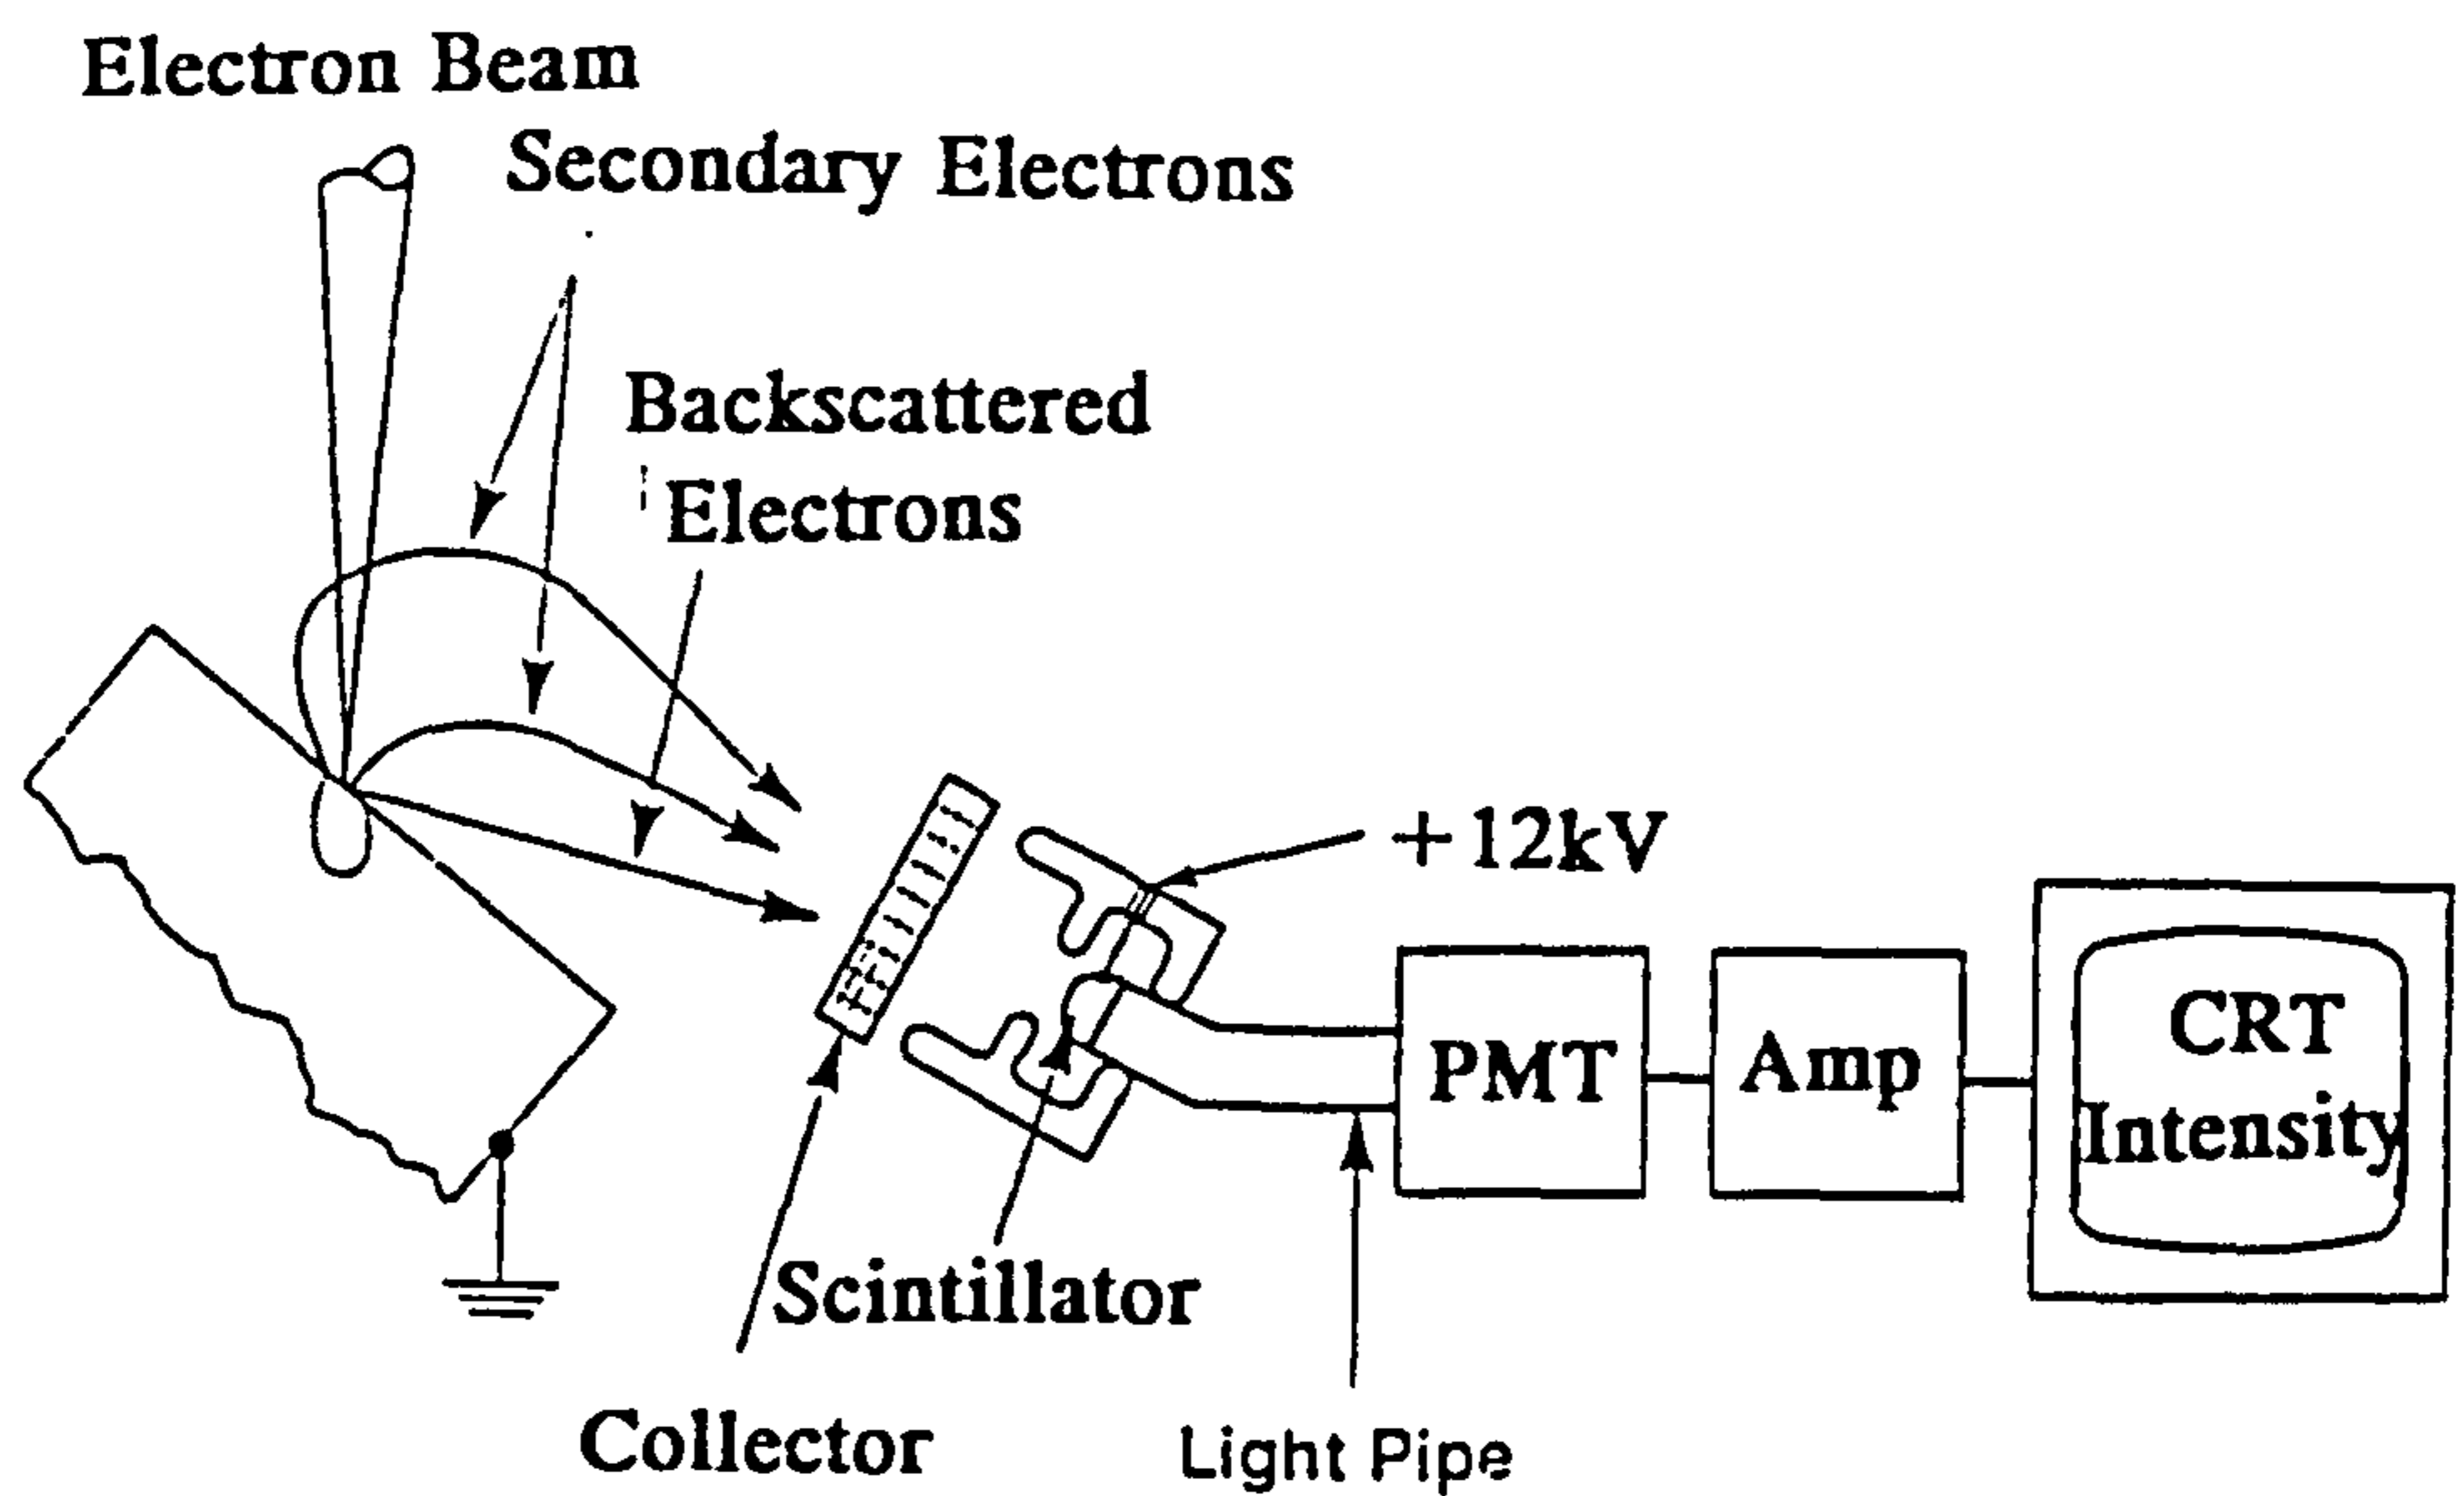 Electron Beam
Secondary Electrons
Backscattered
Electrons
+12kV
PMT
Amp
CRT
Intensity
Scintillator
Collector
Light Pipe